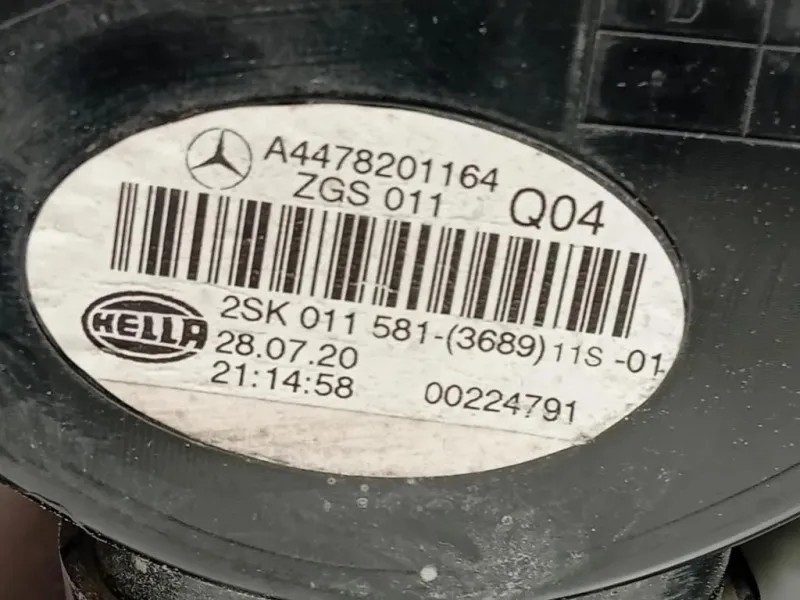 A4478201164
ZGS 011 Q04
HELLA
2SK 011 581-(3689) 11S -01
28.07.20
21:14:58 00224791